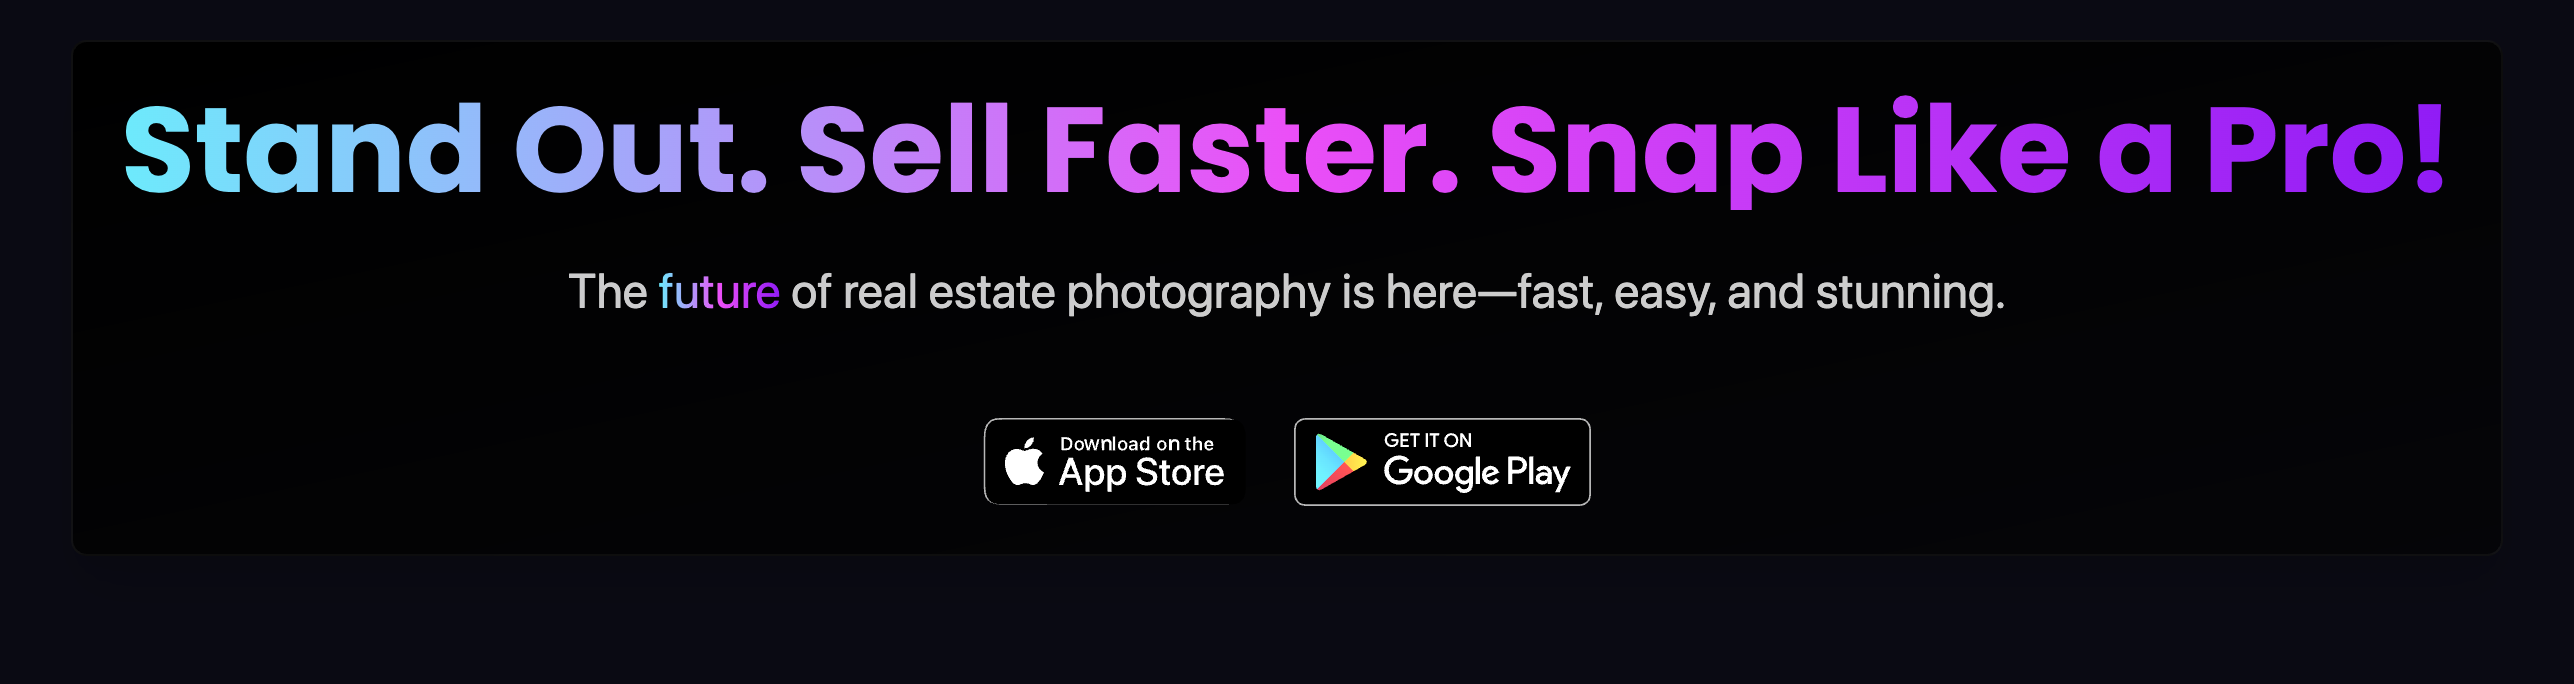 Stand Out. Sell Faster. Snap Like a Pro!
The future of real estate photography is here—fast, easy, and stunning.
Download on the
App Store
GET IT ON
Google Play